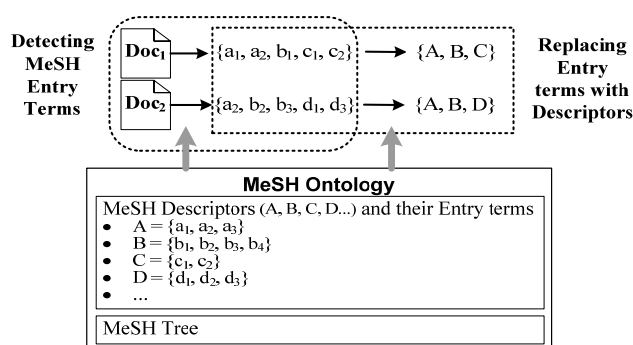 Detecting
MeSH
Entry
Terms
Doc₁
{a₁, a₂, b₁, c₁, c₂}
{A, B, C}
Doc₂
{a₂, b₂, b₃, d₁, d₃}
{A, B, D}
Replacing
Entry
terms with
Descriptors
MeSH Ontology
MeSH Descriptors (A, B, C, D...) and their Entry terms
• A = {a₁, a₂, a₃}
• B = {b₁, b₂, b₃, b₄}
• C = {c₁, c₂}
• D = {d₁, d₂, d₃}
• ...
MeSH Tree